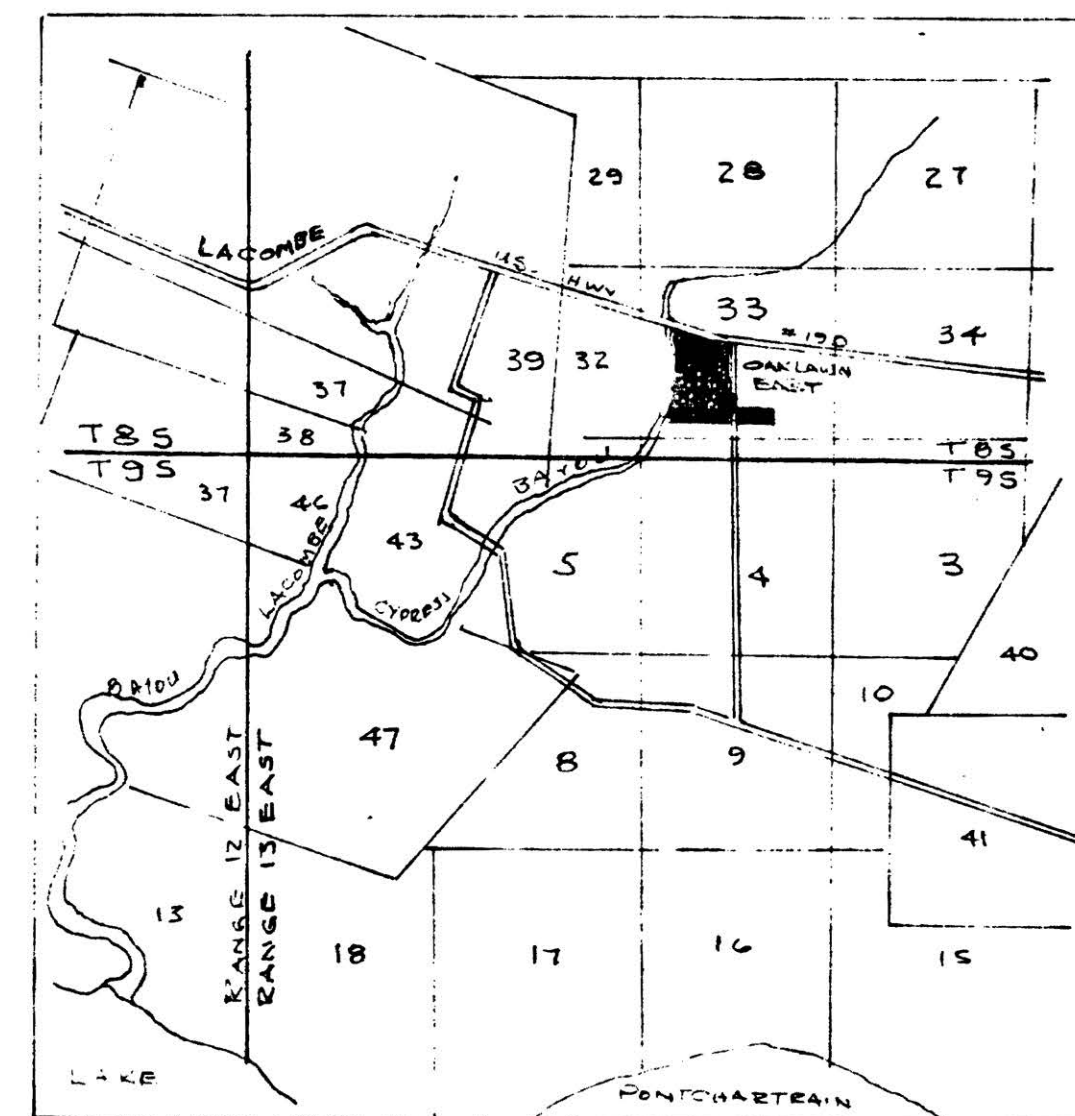 29
28
27
LACOMBE
U.S. HWY
# 190
33
34
39
32
OAKLAWN
EAST
37
38
T8S
T9S
T8S
T9S
37
46
43
BAYOU
LACOMBE
CYPRESS
5
4
3
40
BAYOU
10
47
8
9
41
RANGE 12 EAST
RANGE 13 EAST
13
18
17
16
15
LAKE
PONTCHARTRAIN